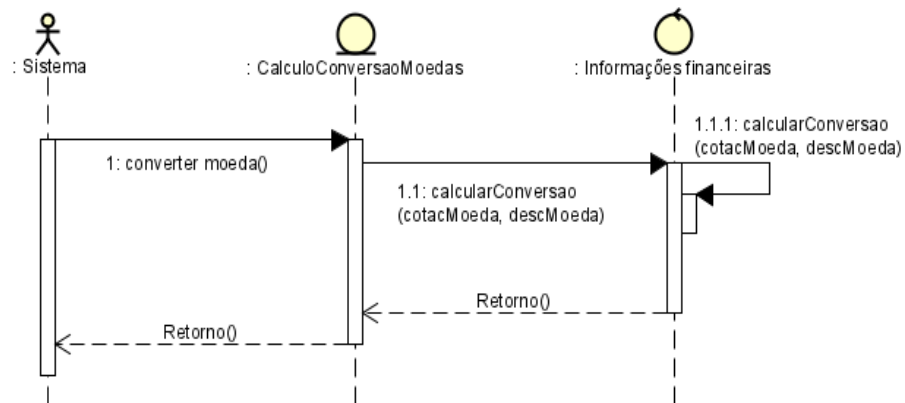 : Sistema
: CalculoConversaoMoedas
: Informações financeiras
1.1.1: calcularConversao
(cotacMoeda, descMoeda)
1: converter moeda()
1.1: calcularConversao
(cotacMoeda, descMoeda)
Retorno()
Retorno()